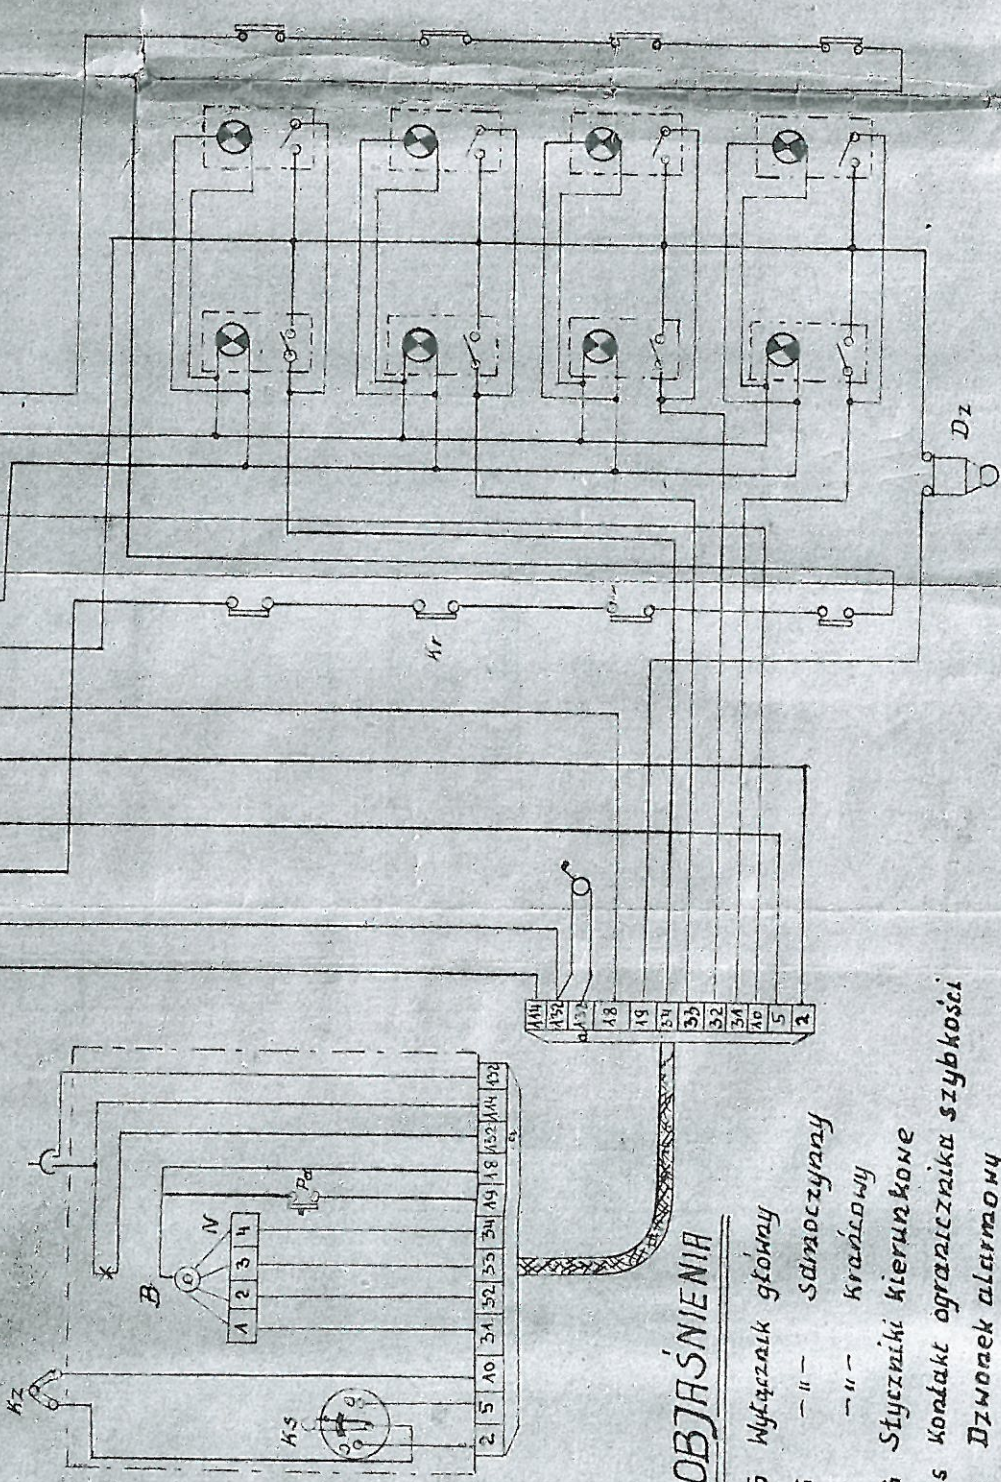 Dz
Kr
114
132
132
a
18
19
34
33
32
31
10
5
2
Kz
Ks
B
N
Pa
1 2 3 4
2 5 10 31 32 33 34 19 18 132 114 132
a
OBJAŚNIENIA
Wyłącznik główny
-"- Samoczynny
-"- Krańcowy
Styczniki kierunkowe
s Kontakt ogranicznika szybkości
Dzwonek alarmowy